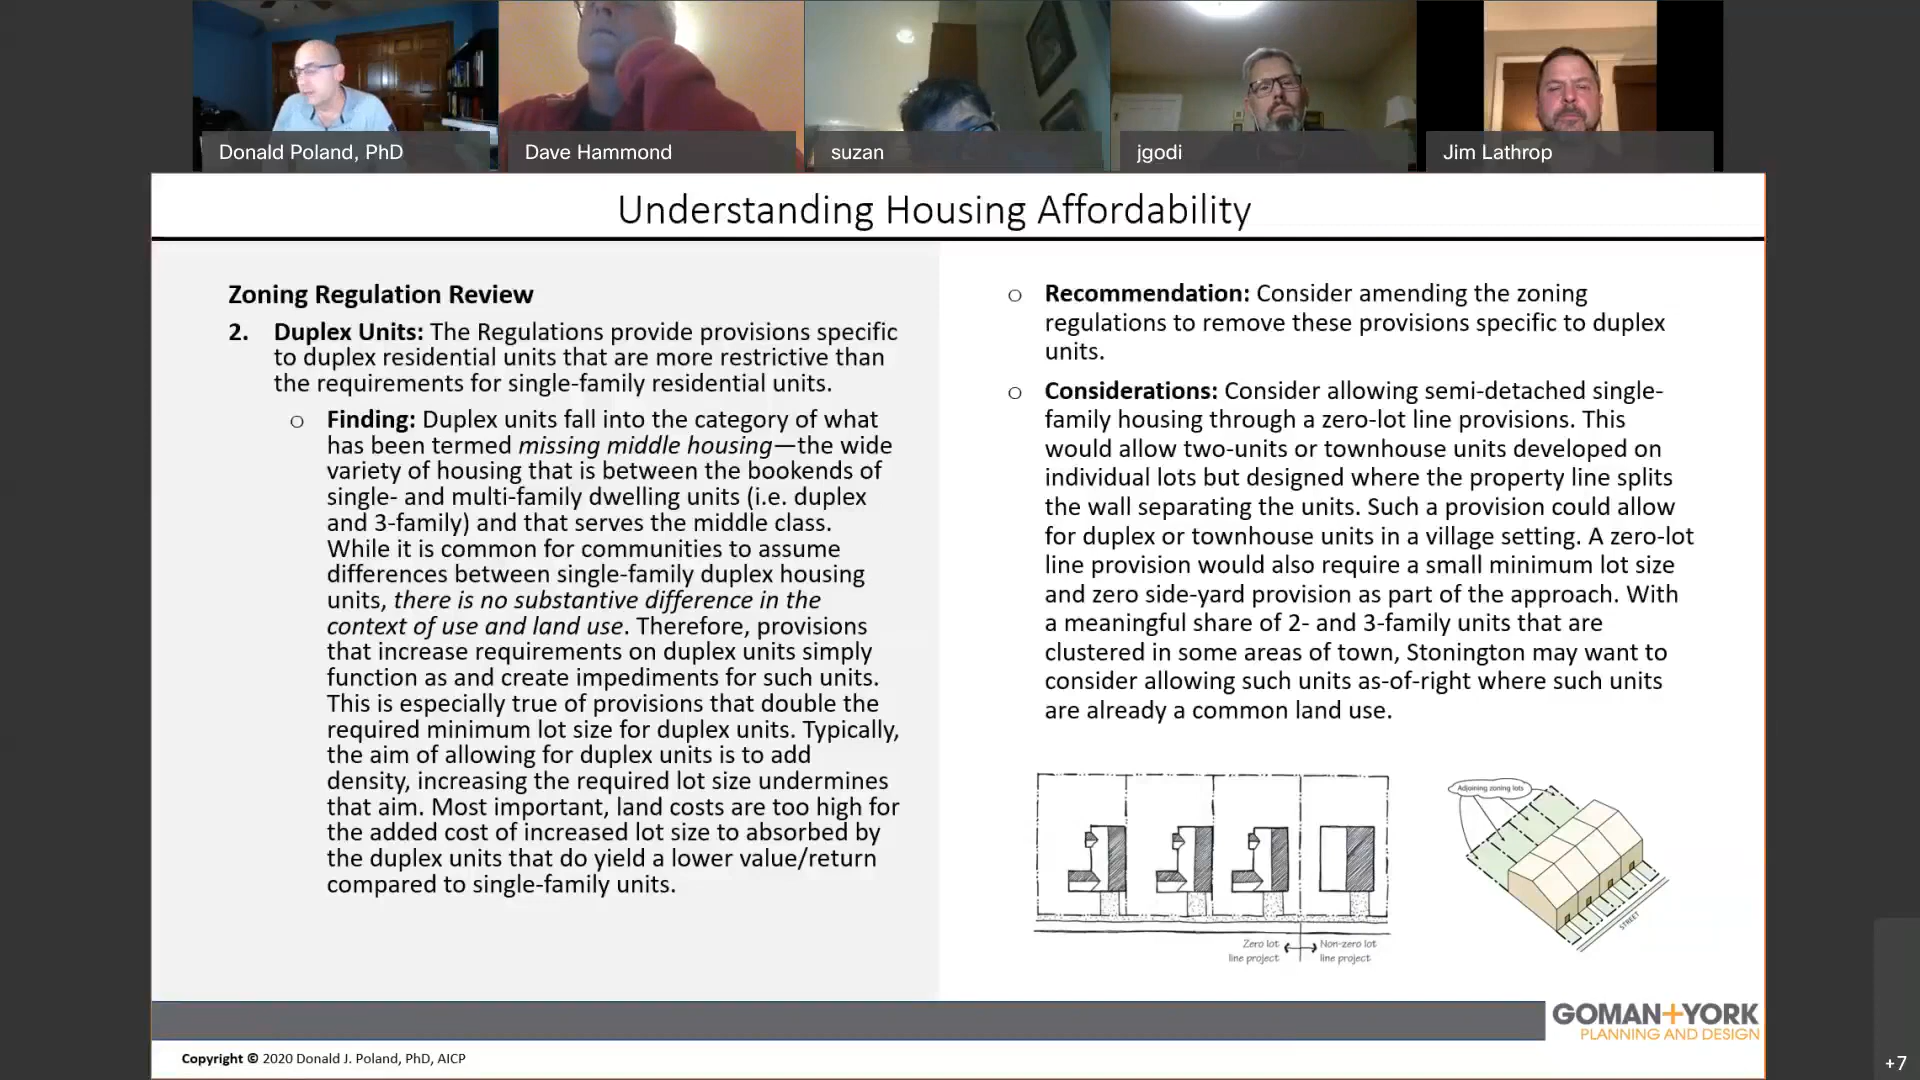 Donald Poland, PhD
Dave Hammond
suzan
jgodi
Jim Lathrop
Understanding Housing Affordability
Zoning Regulation Review
2. Duplex Units: The Regulations provide provisions specific
to duplex residential units that are more restrictive than
the requirements for single-family residential units.
o Finding: Duplex units fall into the category of what
has been termed missing middle housing—the wide
variety of housing that is between the bookends of
single- and multi-family dwelling units (i.e. duplex
and 3-family) and that serves the middle class.
While it is common for communities to assume
differences between single-family duplex housing
units, there is no substantive difference in the
context of use and land use. Therefore, provisions
that increase requirements on duplex units simply
function as and create impediments for such units.
This is especially true of provisions that double the
required minimum lot size for duplex units. Typically,
the aim of allowing for duplex units is to add
density, increasing the required lot size undermines
that aim. Most important, land costs are too high for
the added cost of increased lot size to absorbed by
the duplex units that do yield a lower value/return
compared to single-family units.
o Recommendation: Consider amending the zoning
regulations to remove these provisions specific to duplex
units.
o Considerations: Consider allowing semi-detached single-
family housing through a zero-lot line provisions. This
would allow two-units or townhouse units developed on
individual lots but designed where the property line splits
the wall separating the units. Such a provision could allow
for duplex or townhouse units in a village setting. A zero-lot
line provision would also require a small minimum lot size
and zero side-yard provision as part of the approach. With
a meaningful share of 2- and 3-family units that are
clustered in some areas of town, Stonington may want to
consider allowing such units as-of-right where such units
are already a common land use.
Zero lot
line project
Non-zero lot
line project
Adjoining zoning lots
STREET
GOMAN+YORK
PLANNING AND DESIGN
Copyright © 2020 Donald J. Poland, PhD, AICP
+7